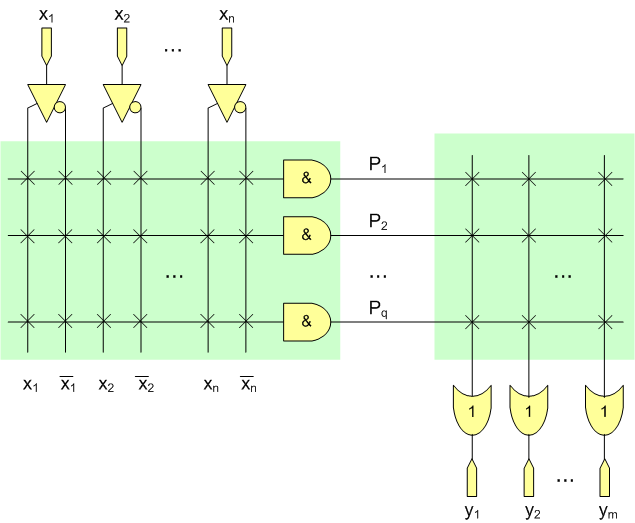 x1 x2 ... xn
& P1
& P2
... ... ...
& Pq
x1 x̅1 x2 x̅2 xn x̅n
1 1 1
...
y1 y2 ym